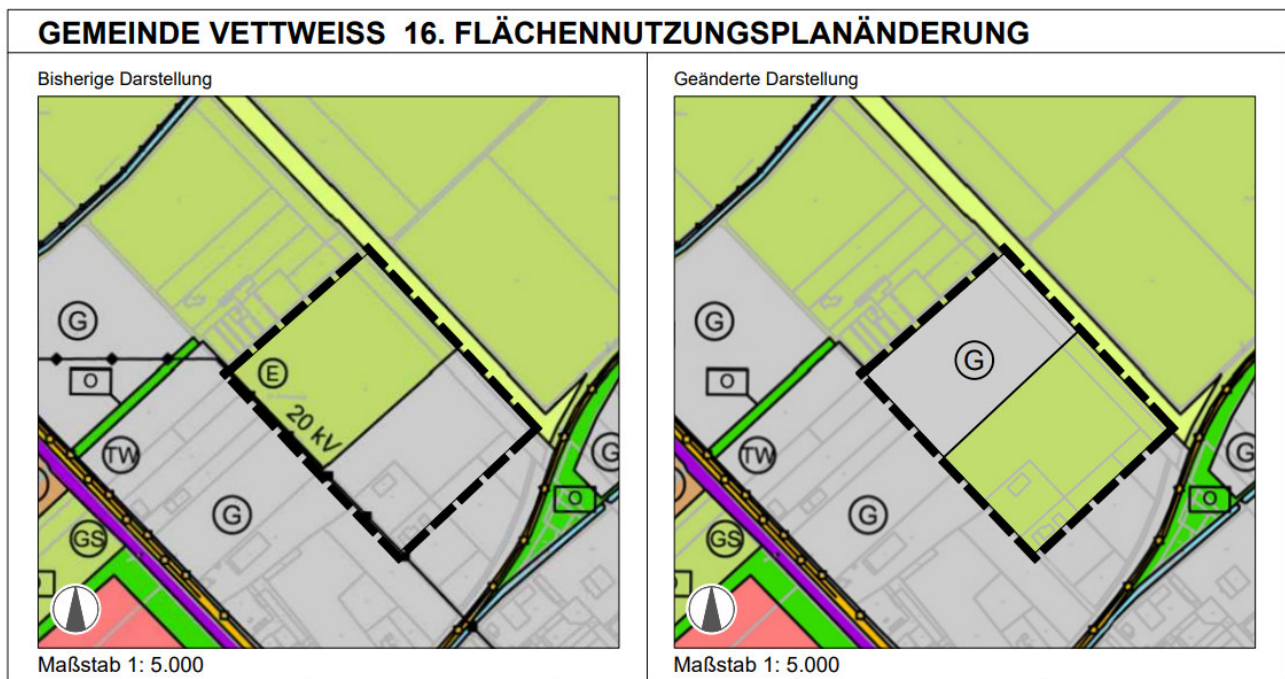 GEMEINDE VETTWEISS 16. FLÄCHENNUTZUNGSPLANÄNDERUNG
Bisherige Darstellung
G
O
E
20 kV
TW
G
GS
G
O
Maßstab 1: 5.000
Geänderte Darstellung
G
G
O
TW
G
GS
G
O
Maßstab 1: 5.000